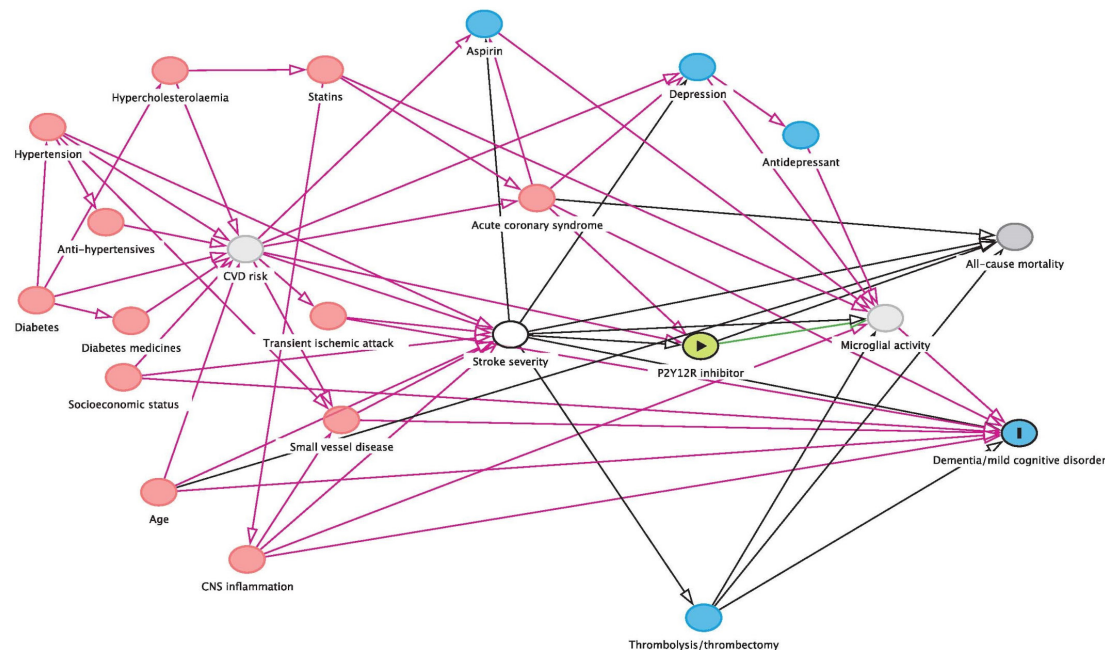 Aspirin
Hypercholesterolaemia
Statins
Depression
Hypertension
Antidepressant
Anti-hypertensives
Acute coronary syndrome
All-cause mortality
CVD risk
Diabetes
Diabetes medicines
Transient ischemic attack
Stroke severity
P2Y12R inhibitor
Microglial activity
Socioeconomic status
Small vessel disease
Dementia/mild cognitive disorder
Age
CNS inflammation
Thrombolysis/thrombectomy